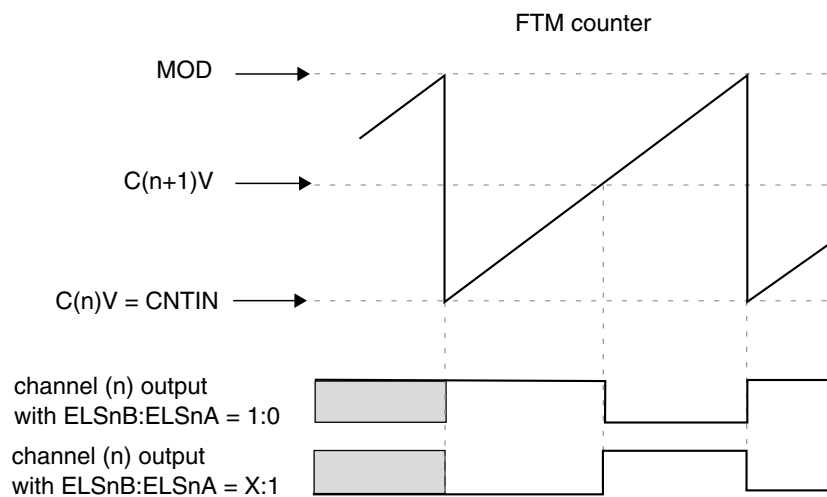 FTM counter
MOD
C(n+1)V
C(n)V = CNTIN
channel (n) output
with ELSnB:ELSnA = 1:0
channel (n) output
with ELSnB:ELSnA = X:1